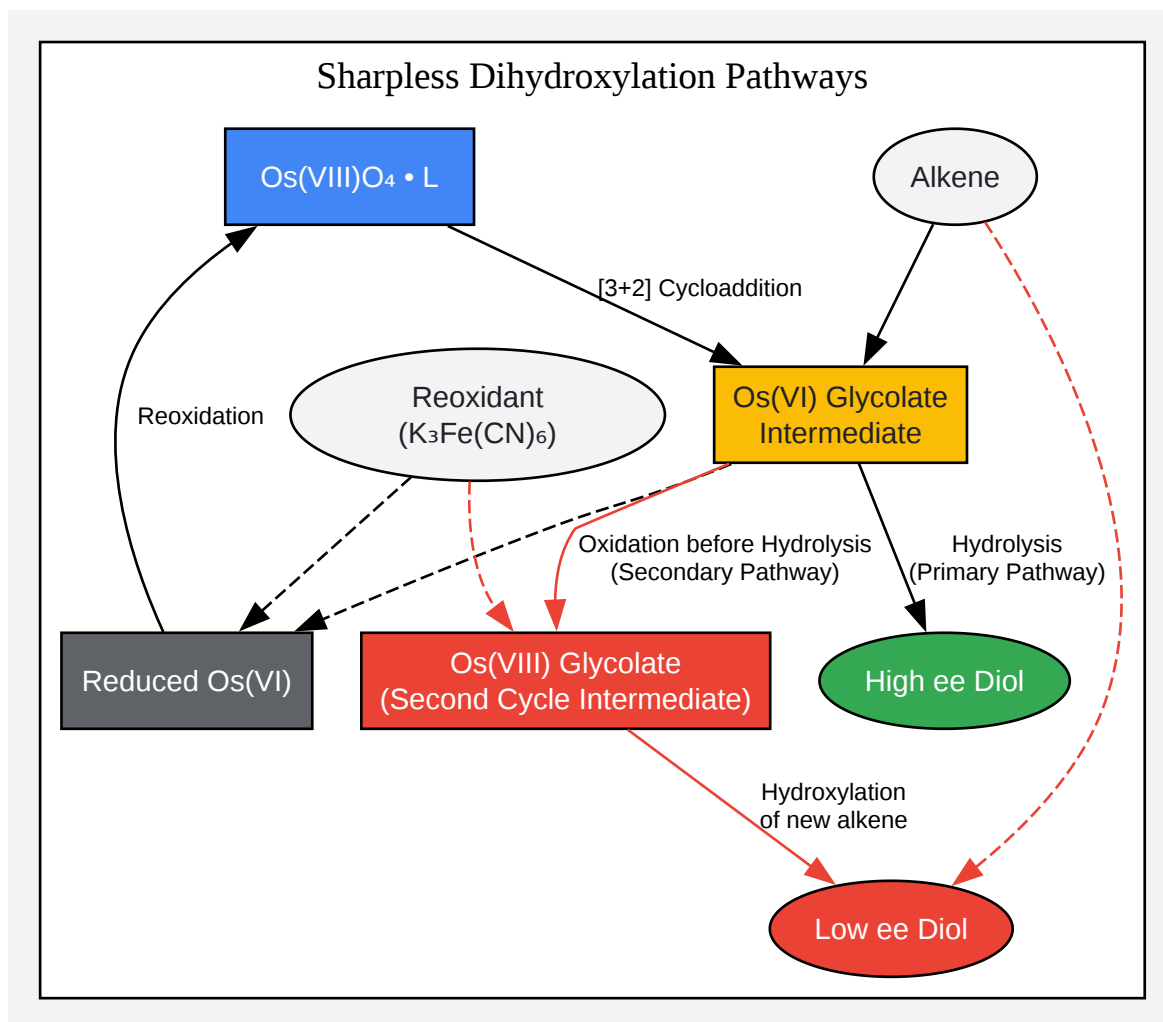 Sharpless Dihydroxylation Pathways
Os(VIII)O₄ • L
Alkene
[3+2] Cycloaddition
Reoxidation
Reoxidant
(K₃Fe(CN)₆)
Os(VI) Glycolate
Intermediate
Oxidation before Hydrolysis
(Secondary Pathway)
Hydrolysis
(Primary Pathway)
Reduced Os(VI)
Os(VIII) Glycolate
(Second Cycle Intermediate)
High ee Diol
Hydroxylation
of new alkene
Low ee Diol